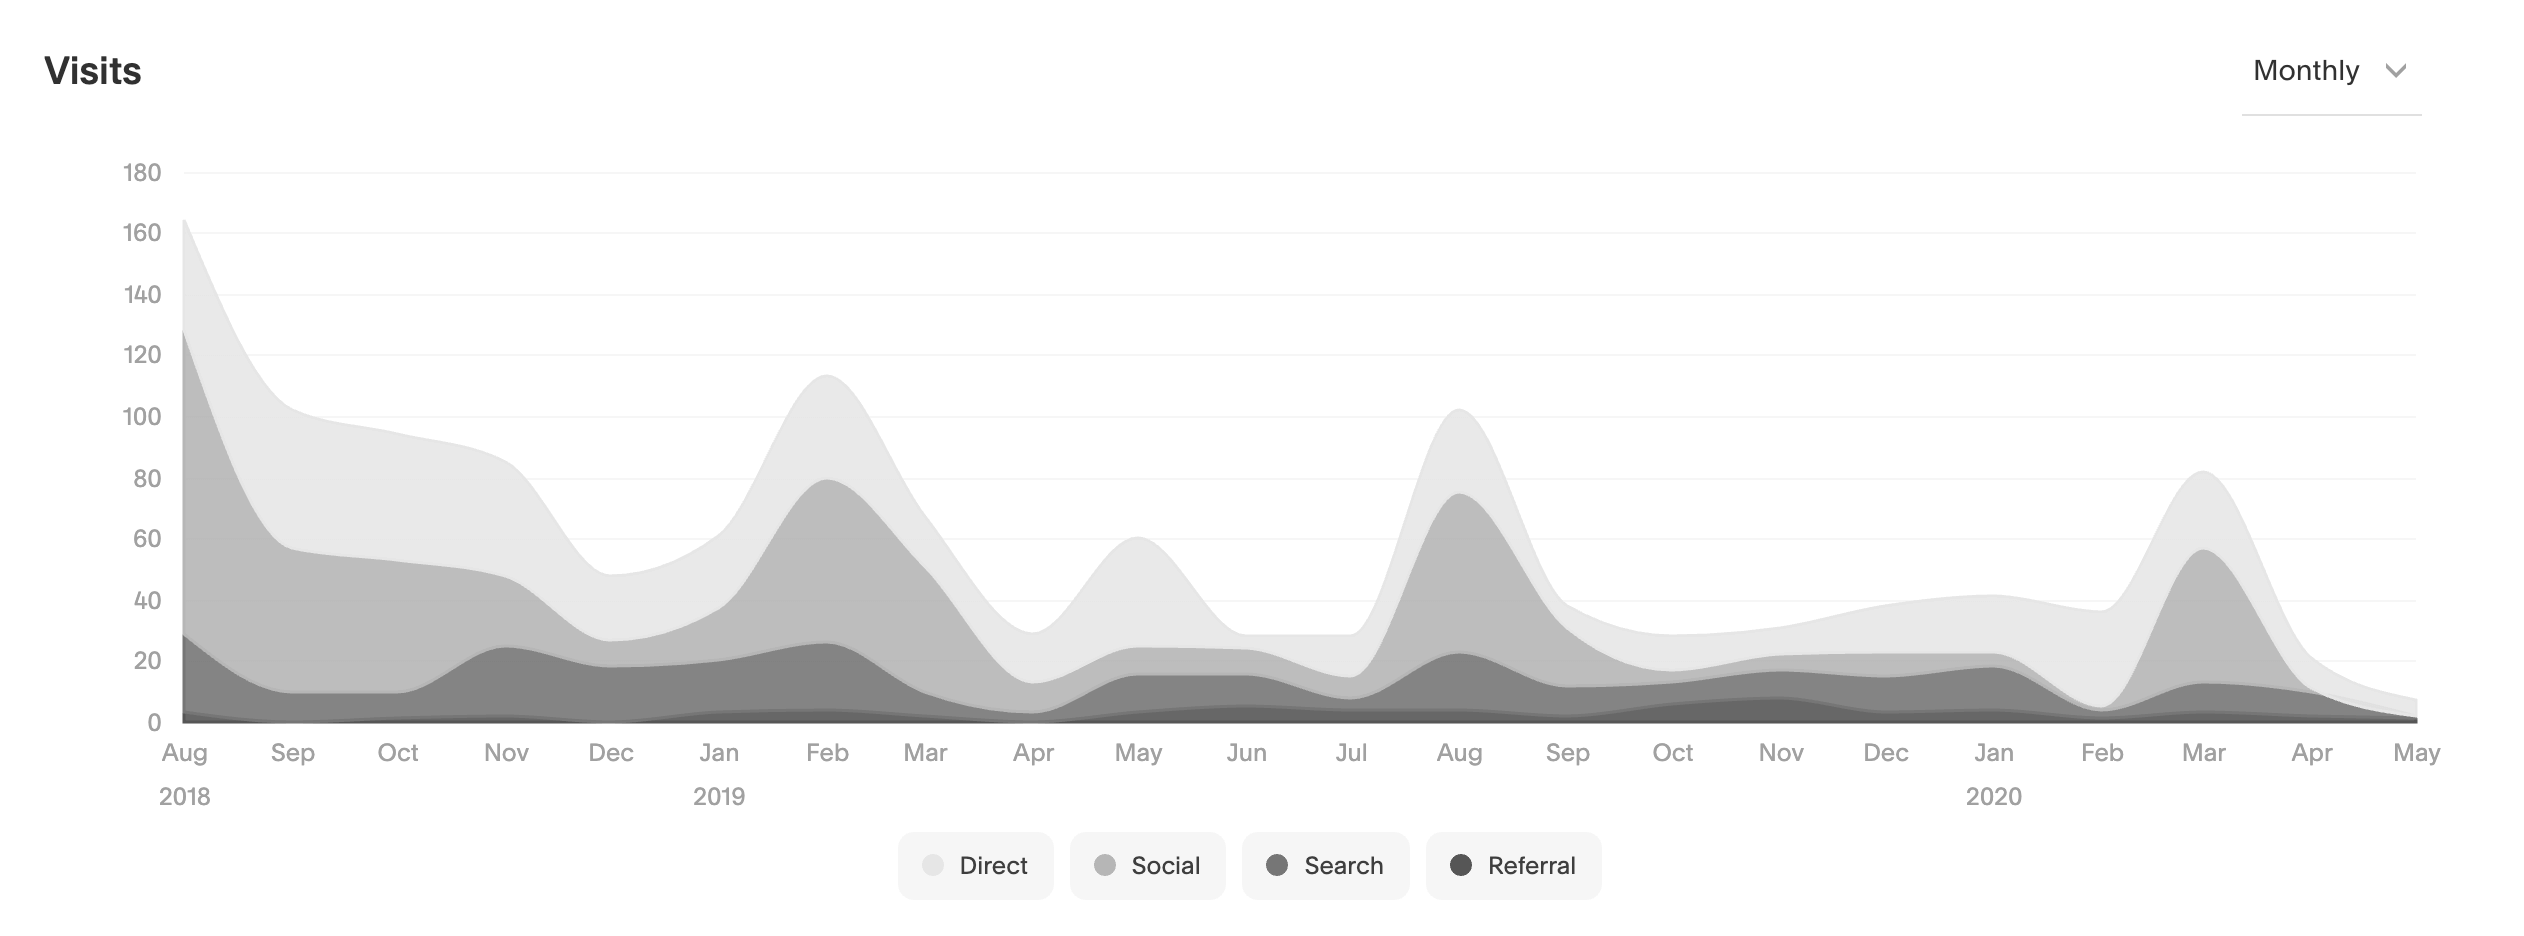 Visits
Monthly
180
160
140
120
100
80
60
40
20
0
Aug Sep Oct Nov Dec Jan Feb Mar Apr May Jun Jul Aug Sep Oct Nov Dec Jan Feb Mar Apr May
2018 2019 2020
Direct Social Search Referral